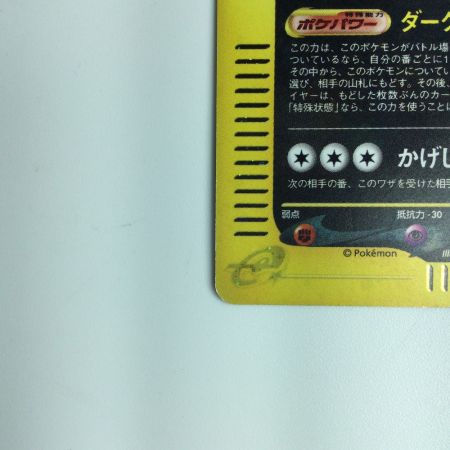 特殊能力
ポケパワー ダーク
この力は、このポケモンがバトル場
ついているなら、自分の番ごとに1
その中から、このポケモンについてい
選び、相手の山札にもどす。その後、
イヤーは、もどした枚数ぶんのカー
「特殊状態」なら、この力を使うことに
かげし
次の相手の番、このワザを受けた相手
弱点 抵抗力 -30
© Pokémon
e